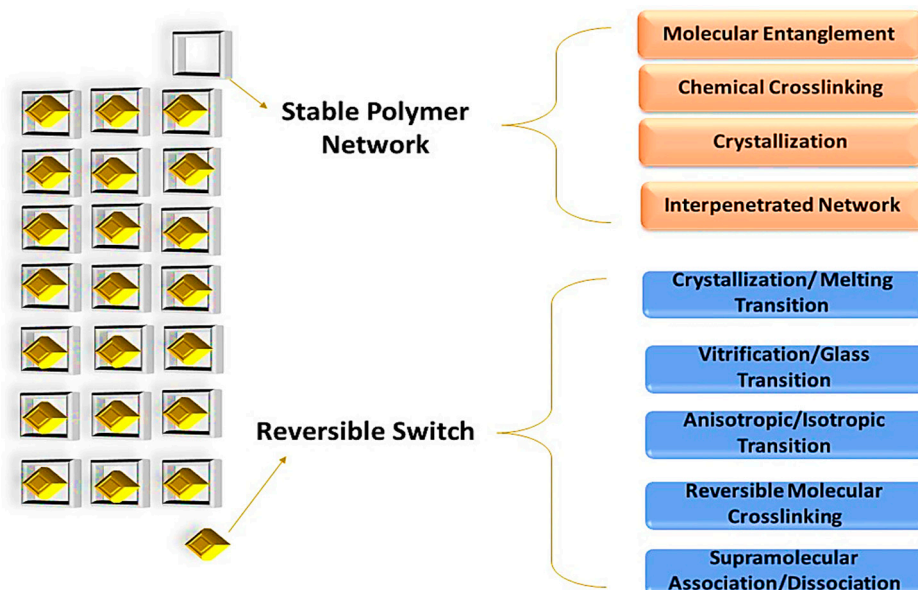 Stable Polymer
Network
Molecular Entanglement
Chemical Crosslinking
Crystallization
Interpenetrated Network
Reversible Switch
Crystallization/ Melting
Transition
Vitrification/Glass
Transition
Anisotropic/Isotropic
Transition
Reversible Molecular
Crosslinking
Supramolecular
Association/Dissociation